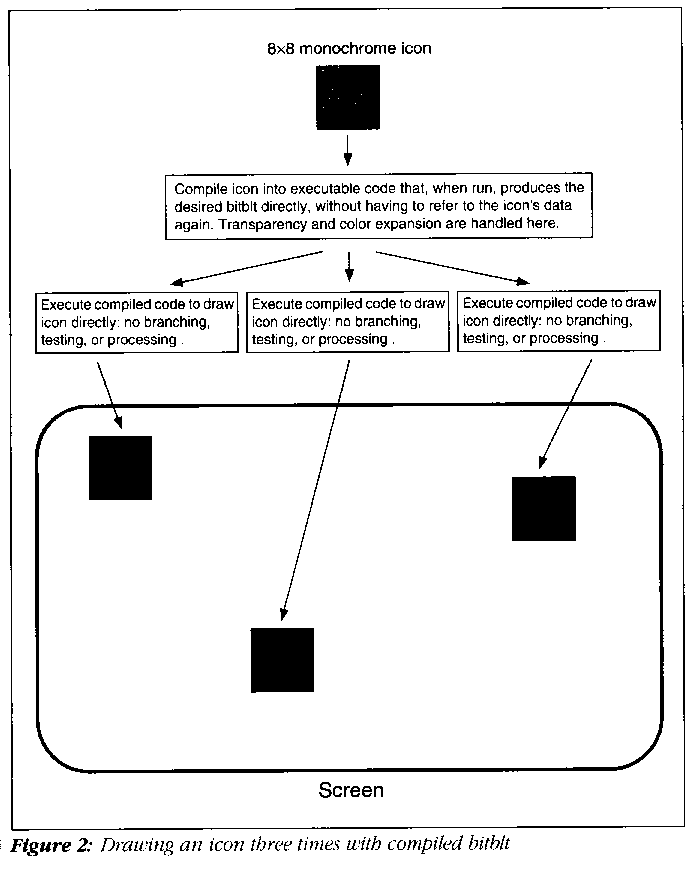 8×8 monochrome icon
Compile icon into executable code that, when run, produces the
desired bitblt directly, without having to refer to the icon's data
again. Transparency and color expansion are handled here.
Execute compiled code to draw
icon directly: no branching,
testing, or processing .
Execute compiled code to draw
icon directly: no branching,
testing, or processing .
Execute compiled code to draw
icon directly: no branching,
testing, or processing .
Screen
Figure 2: Drawing an icon three times with compiled bitblt